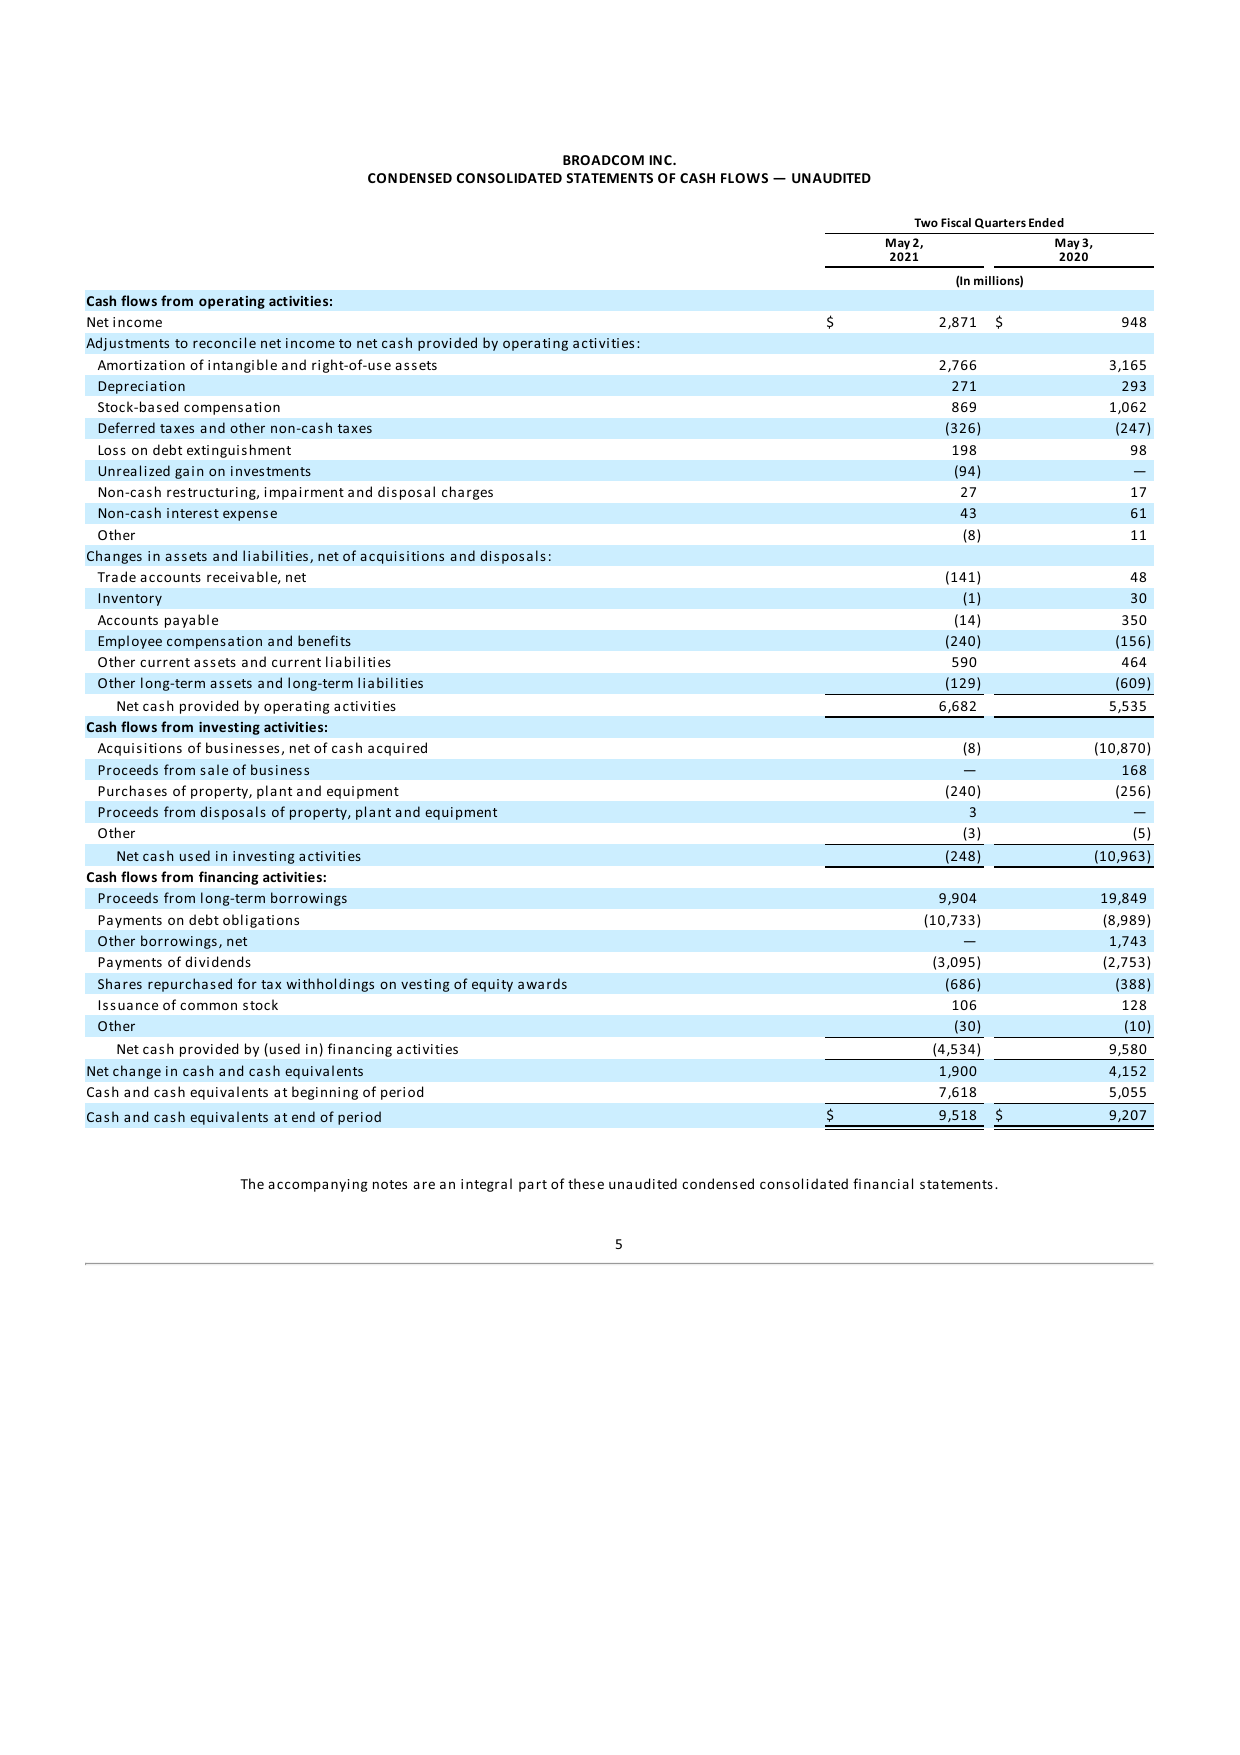 BROADCOM INC.
CONDENSED CONSOLIDATED STATEMENTS OF CASH FLOWS — UNAUDITED
Two Fiscal Quarters Ended
May 2, May 3,
2021 2020
(In millions)
Cash flows from operating activities:
Net income $ 2,871 $ 948
Adjustments to reconcile net income to net cash provided by operating activities:
Amortization of intangible and right-of-use assets 2,766 3,165
Depreciation 271 293
Stock-based compensation 869 1,062
Deferred taxes and other non-cash taxes (326) (247)
Loss on debt extinguishment 198 98
Unrealized gain on investments (94) —
Non-cash restructuring, impairment and disposal charges 27 17
Non-cash interest expense 43 61
Other (8) 11
Changes in assets and liabilities, net of acquisitions and disposals:
Trade accounts receivable, net (141) 48
Inventory (1) 30
Accounts payable (14) 350
Employee compensation and benefits (240) (156)
Other current assets and current liabilities 590 464
Other long-term assets and long-term liabilities (129) (609)
Net cash provided by operating activities 6,682 5,535
Cash flows from investing activities:
Acquisitions of businesses, net of cash acquired (8) (10,870)
Proceeds from sale of business — 168
Purchases of property, plant and equipment (240) (256)
Proceeds from disposals of property, plant and equipment 3 —
Other (3) (5)
Net cash used in investing activities (248) (10,963)
Cash flows from financing activities:
Proceeds from long-term borrowings 9,904 19,849
Payments on debt obligations (10,733) (8,989)
Other borrowings, net — 1,743
Payments of dividends (3,095) (2,753)
Shares repurchased for tax withholdings on vesting of equity awards (686) (388)
Issuance of common stock 106 128
Other (30) (10)
Net cash provided by (used in) financing activities (4,534) 9,580
Net change in cash and cash equivalents 1,900 4,152
Cash and cash equivalents at beginning of period 7,618 5,055
Cash and cash equivalents at end of period $ 9,518 $ 9,207
The accompanying notes are an integral part of these unaudited condensed consolidated financial statements.
5